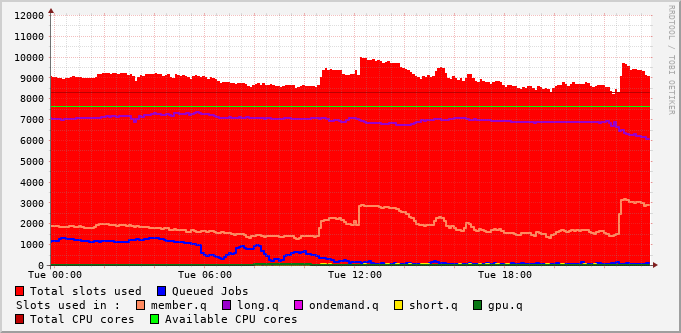 12000
11000
10000
9000
8000
7000
6000
5000
4000
3000
2000
1000
0
Tue 00:00 Tue 06:00 Tue 12:00 Tue 18:00
Total slots used Queued Jobs
Slots used in : member.q long.q ondemand.q short.q gpu.q
Total CPU cores Available CPU cores
RRDTOOL / TOBI OETIKER